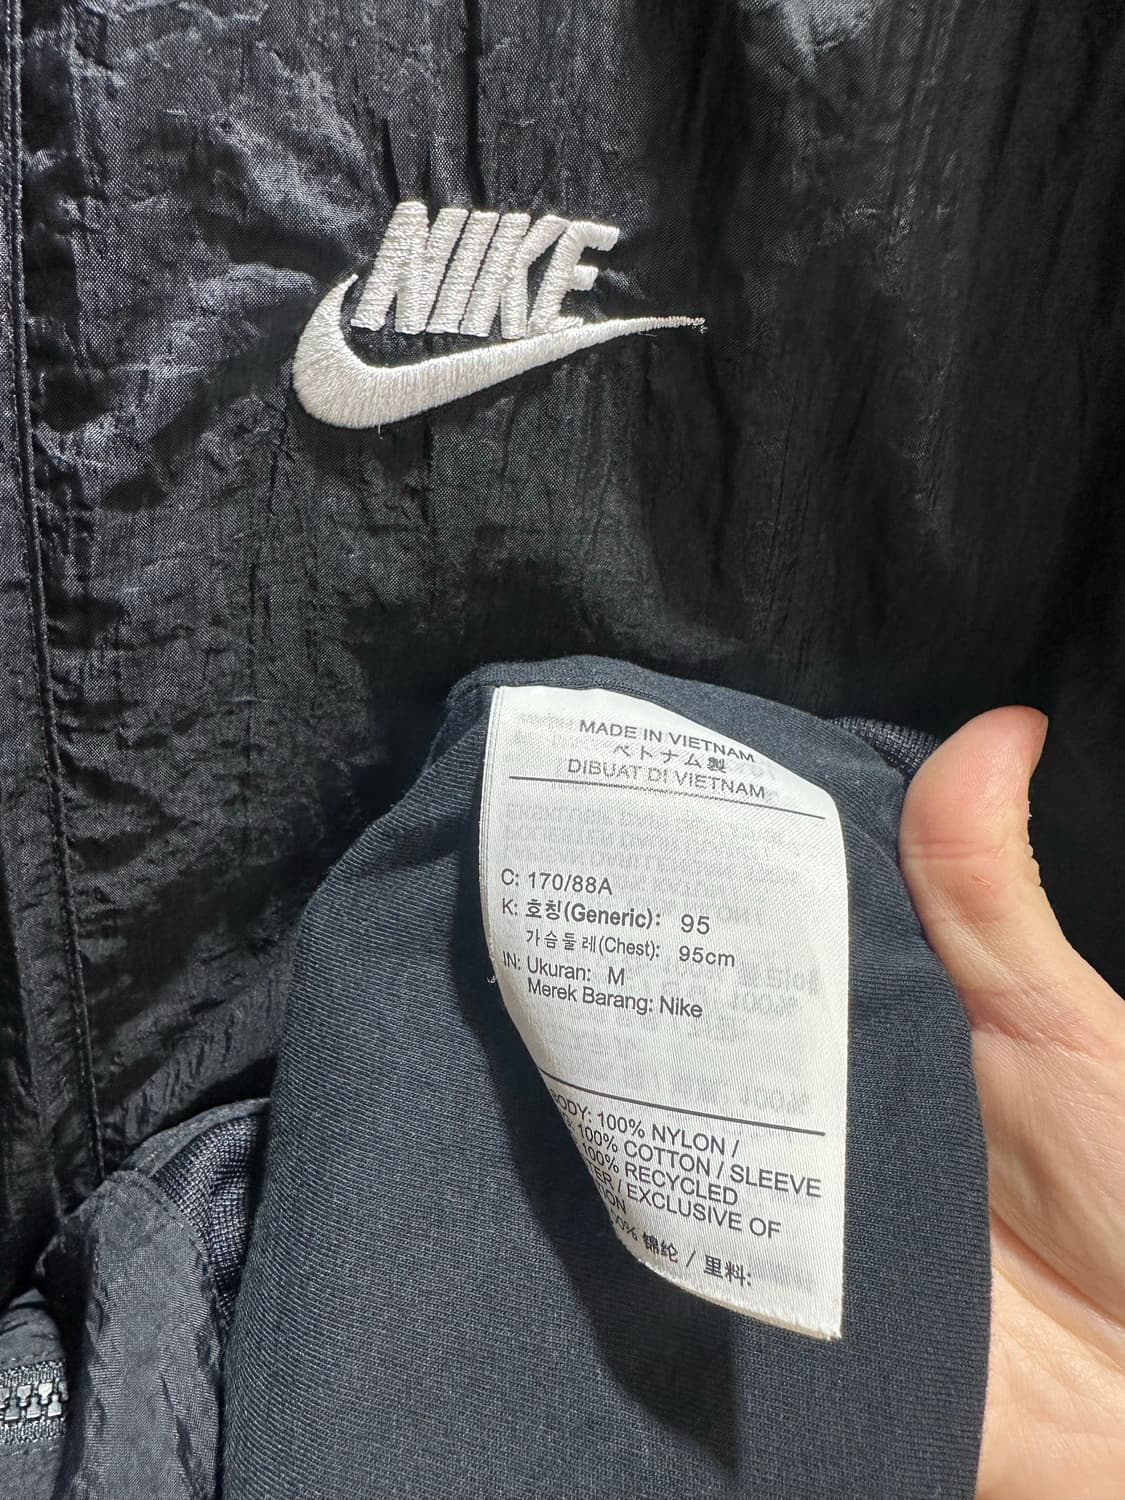 NIKE
MADE IN VIETNAM
ベトナム製
DIBUAT DI VIETNAM
C: 170/88A
K: 호칭(Generic): 95
가슴둘레(Chest): 95cm
IN: Ukuran: M
Merek Barang: Nike
BODY: 100% NYLON /
100% COTTON / SLEEVE
100% RECYCLED
/ EXCLUSIVE OF
锦纶 / 里料: